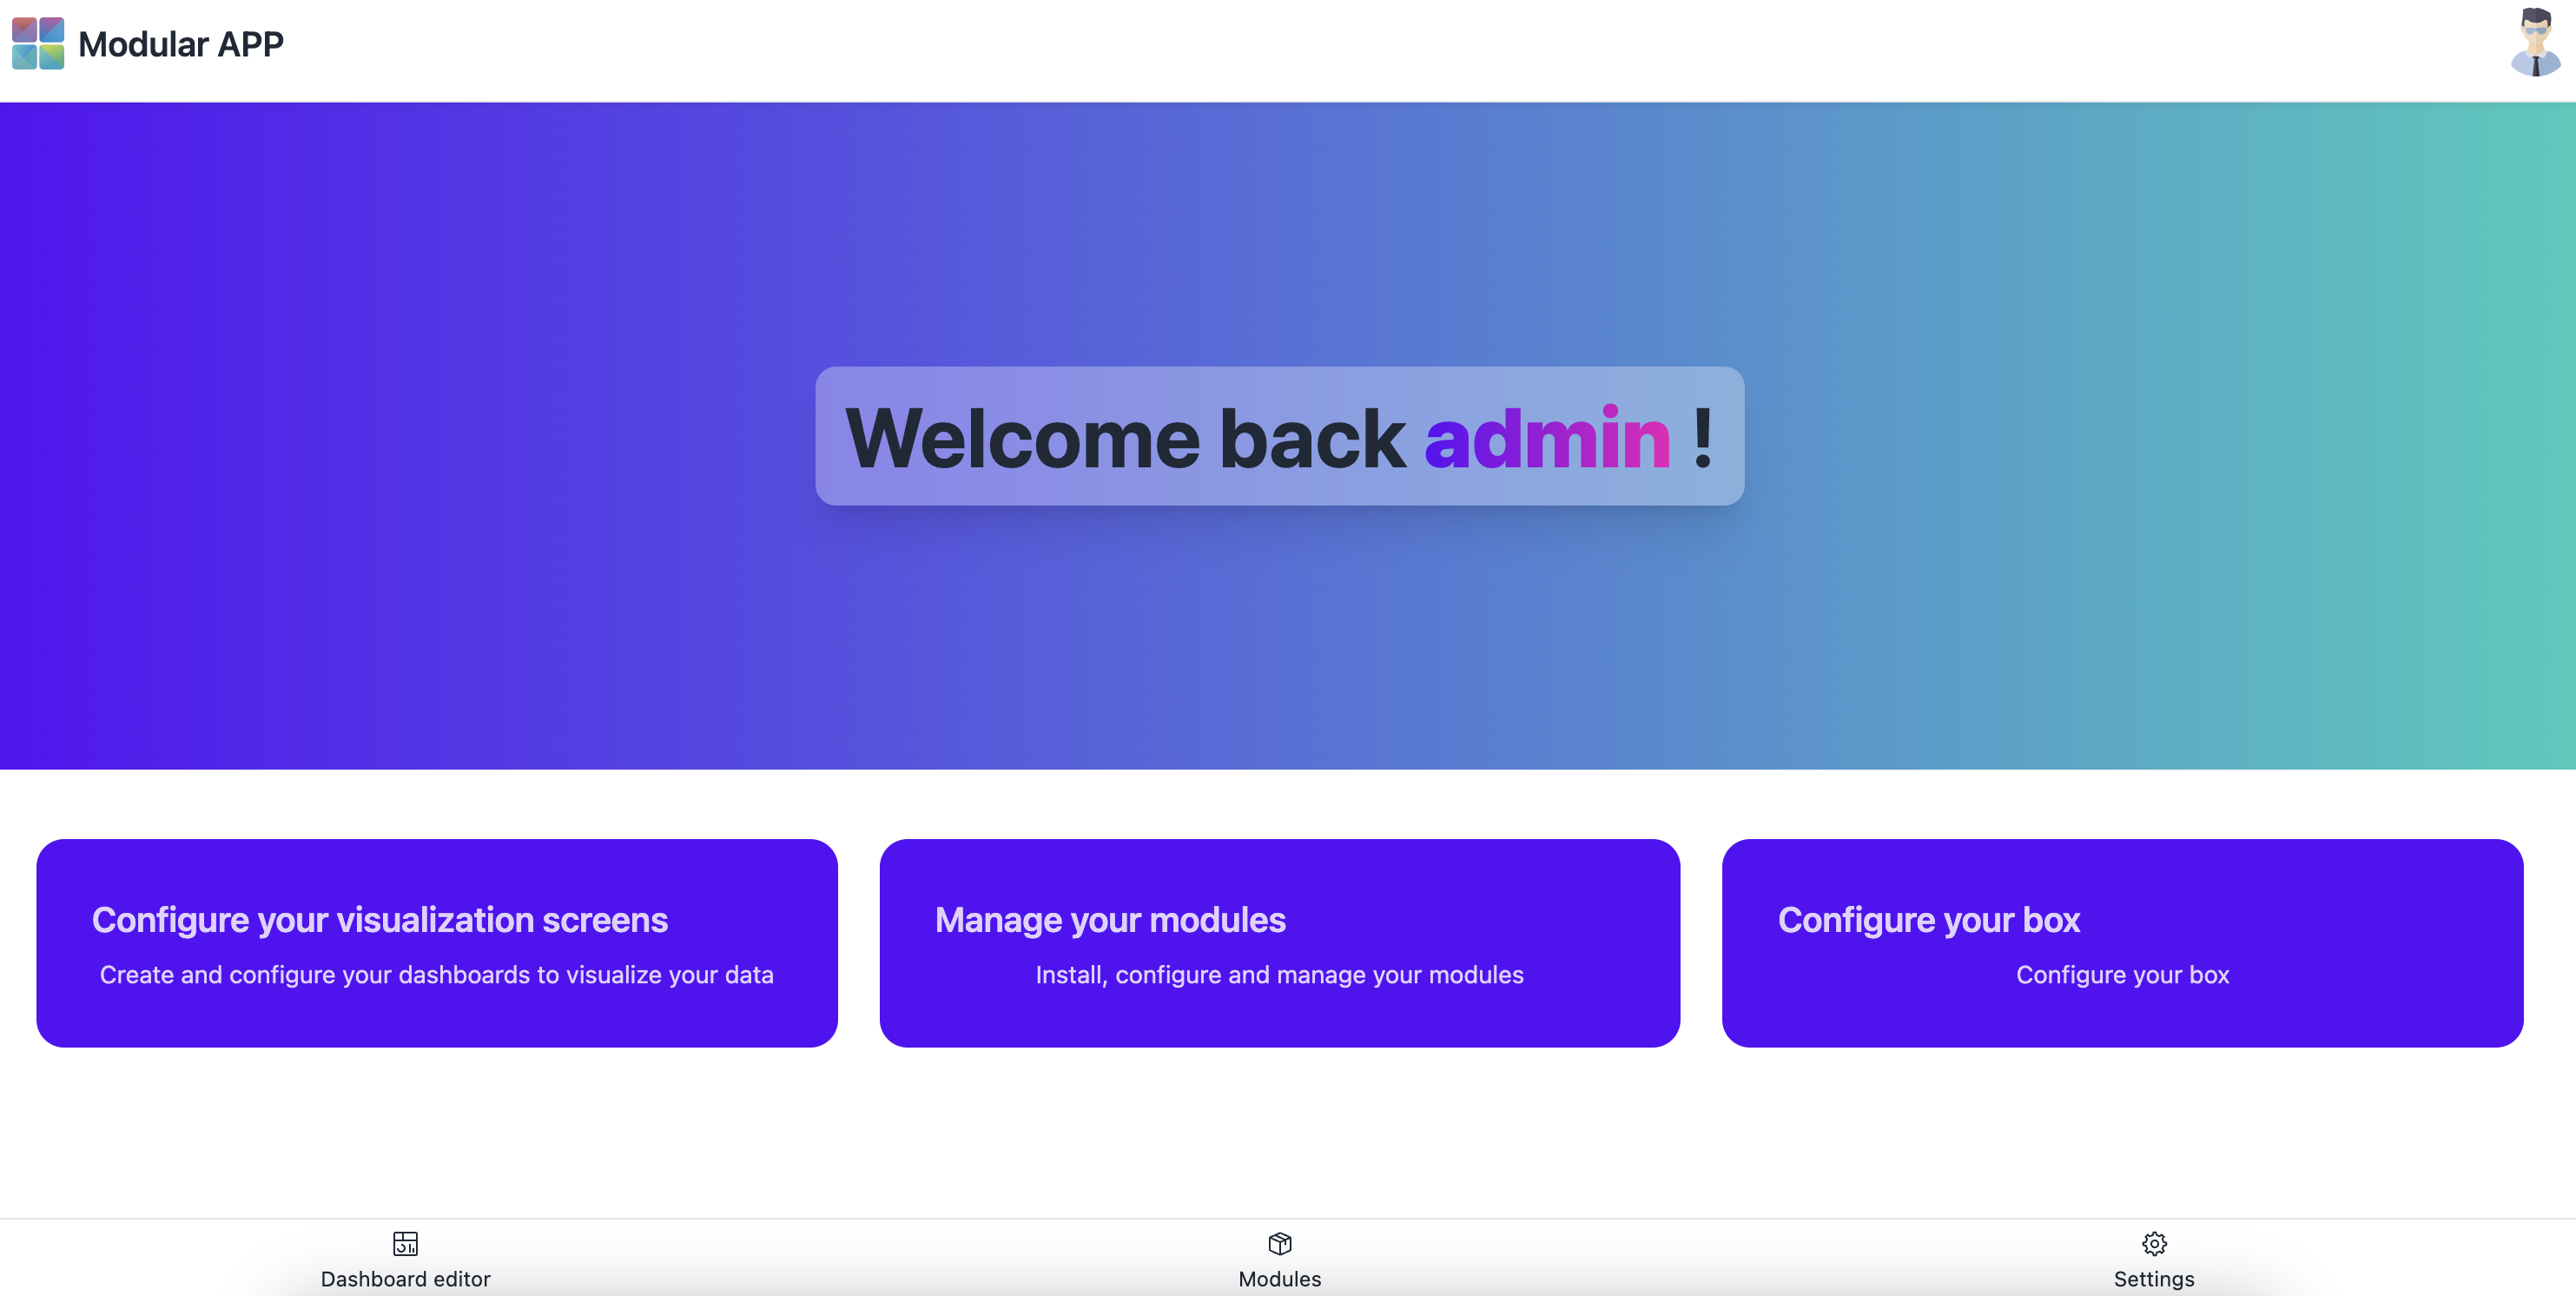 Modular APP
Welcome back admin !
Configure your visualization screens
Create and configure your dashboards to visualize your data
Manage your modules
Install, configure and manage your modules
Configure your box
Configure your box
Dashboard editor
Modules
Settings